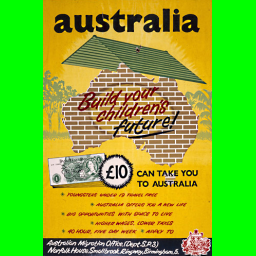 australia
Build your
children's
future!
£10 CAN TAKE YOU
TO AUSTRALIA
YOUNGSTERS UNDER 19 TRAVEL FREE
AUSTRALIA OFFERS YOU A NEW LIFE
BIG OPPORTUNITIES WITH SPACE TO LIVE
HIGHER WAGES, LOWER TAXES
40 HOUR, FIVE DAY WEEK APPLY TO
Australian Migration Office (Dept. S.P.3.)
Norfolk House, Smallbrook Ringway, Birmingham, 5.